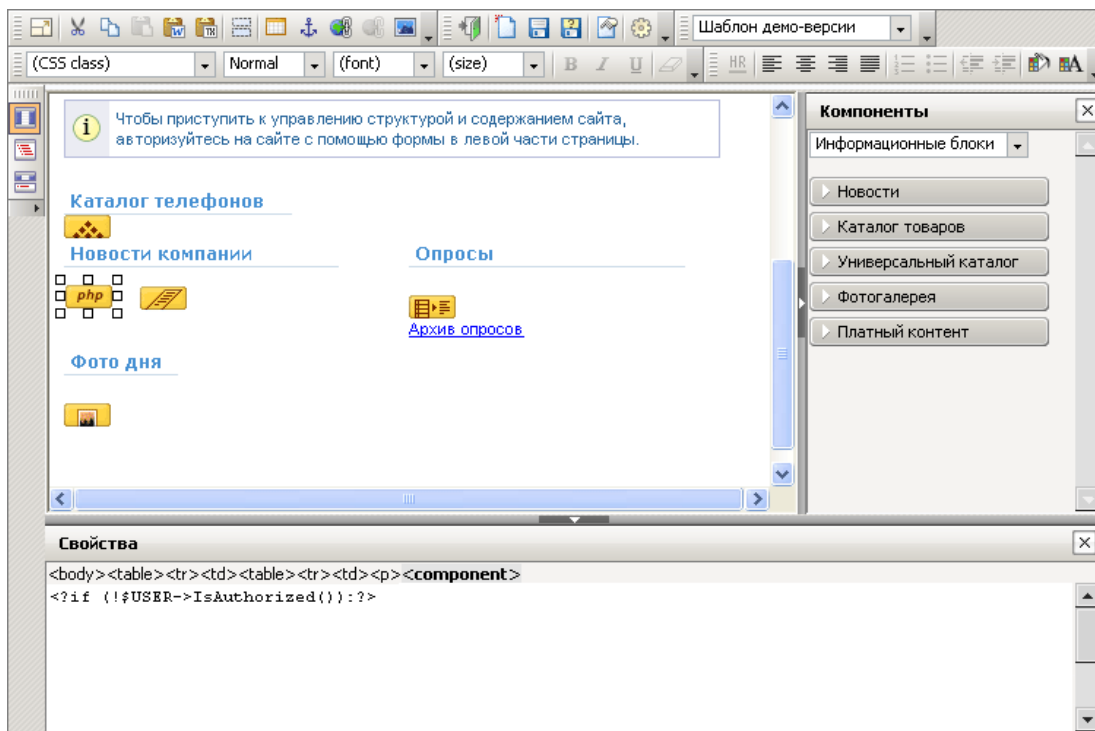 Шаблон демо-версии
(CSS class) Normal (font) (size) B I U HR A
Чтобы приступить к управлению структурой и содержанием сайта,
авторизуйтесь на сайте с помощью формы в левой части страницы.
Каталог телефонов
Новости компании Опросы
php
Архив опросов
Фото дня
Компоненты
Информационные блоки
Новости
Каталог товаров
Универсальный каталог
Фотогалерея
Платный контент
Свойства
<body><table><tr><td><table><tr><td><p><component>
<?if (!$USER->IsAuthorized()):?>